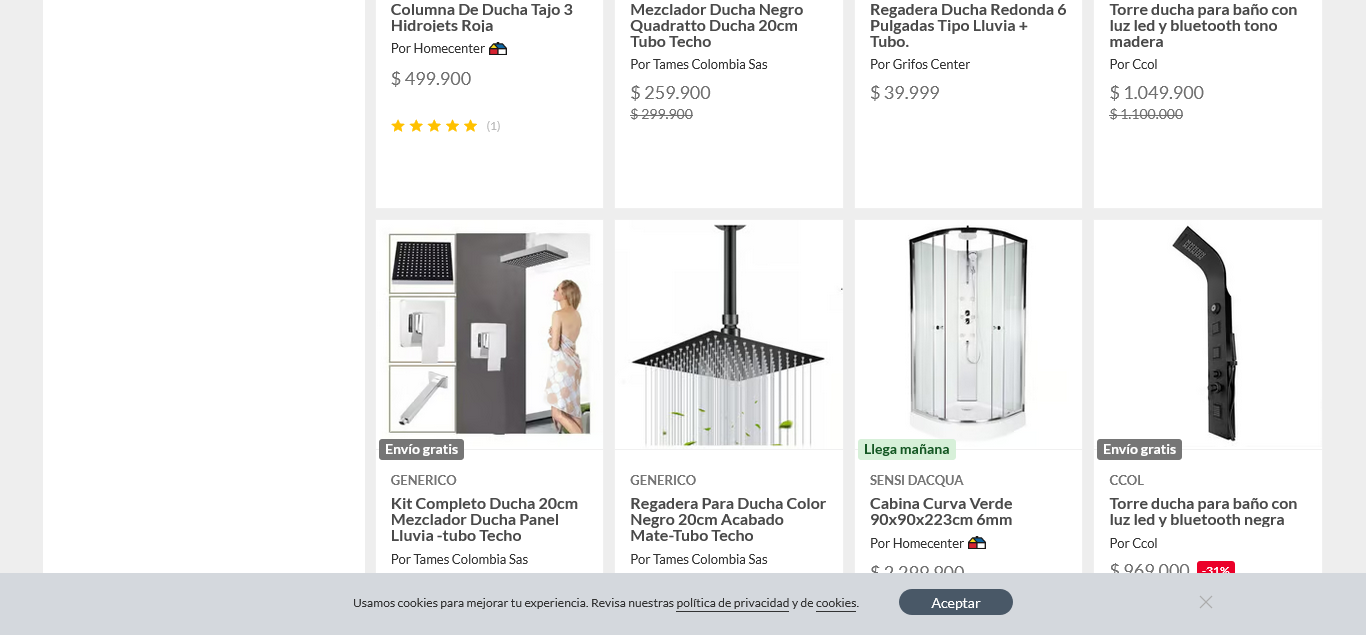 Columna De Ducha Tajo 3
Hidrojets Roja
Por Homecenter
$ 499.900
(1)
Mezclador Ducha Negro
Quadratto Ducha 20cm
Tubo Techo
Por Tames Colombia Sas
$ 259.900
$ 299.900
Regadera Ducha Redonda 6
Pulgadas Tipo Lluvia +
Tubo.
Por Grifos Center
$ 39.999
Torre ducha para baño con
luz led y bluetooth tono
madera
Por Ccol
$ 1.049.900
$ 1.100.000
Envío gratis
GENERICO
Kit Completo Ducha 20cm
Mezclador Ducha Panel
Lluvia -tubo Techo
Por Tames Colombia Sas
GENERICO
Regadera Para Ducha Color
Negro 20cm Acabado
Mate-Tubo Techo
Por Tames Colombia Sas
Llega mañana
SENSI DACQUA
Cabina Curva Verde
90x90x223cm 6mm
Por Homecenter
$ 2.299.900
Envío gratis
CCOL
Torre ducha para baño con
luz led y bluetooth negra
Por Ccol
$ 969.000 -31%
Usamos cookies para mejorar tu experiencia. Revisa nuestras política de privacidad y de cookies.
Aceptar